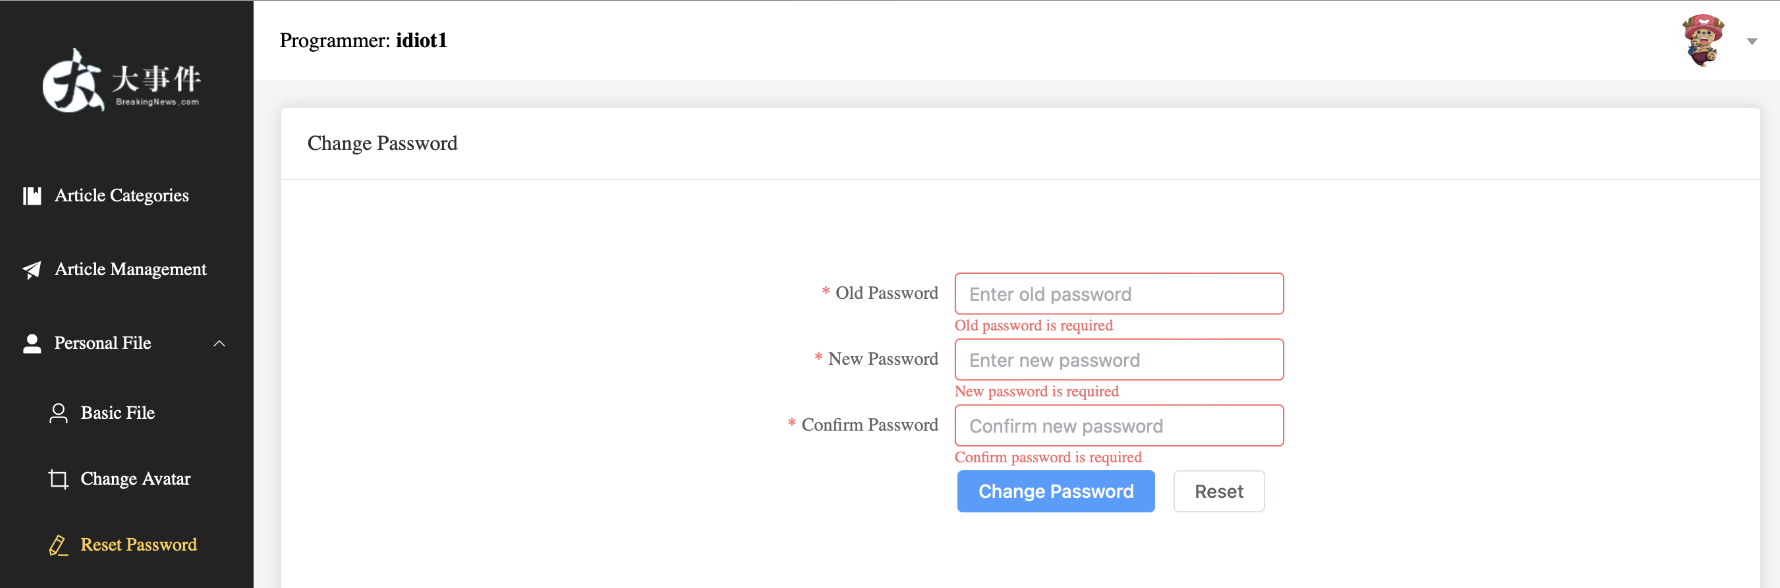 大事件
BreakingNews.com
Article Categories
Article Management
Personal File
Basic File
Change Avatar
Reset Password
Programmer: idiot1
Change Password
* Old Password Enter old password
Old password is required
* New Password Enter new password
New password is required
* Confirm Password Confirm new password
Confirm password is required
Change Password Reset